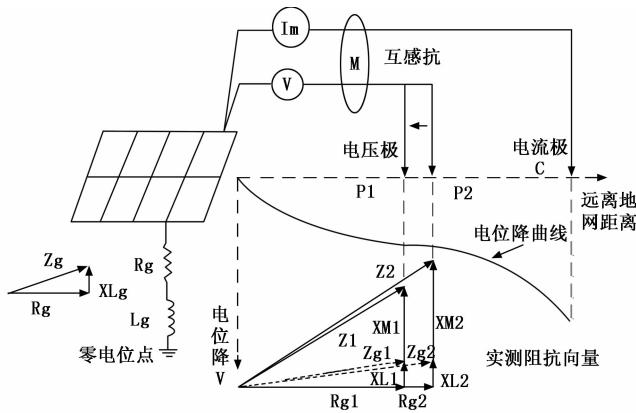 Im
M
互感抗
V
电压极
电流极
C
P1
P2
远离地
网距离
电位降曲线
Zg
Rg
XLg
Rg
Lg
零电位点
电位降
V
Z2
Z1
XM1
XM2
Zg1
Zg2
XL1
XL2
Rg1
Rg2
实测阻抗向量